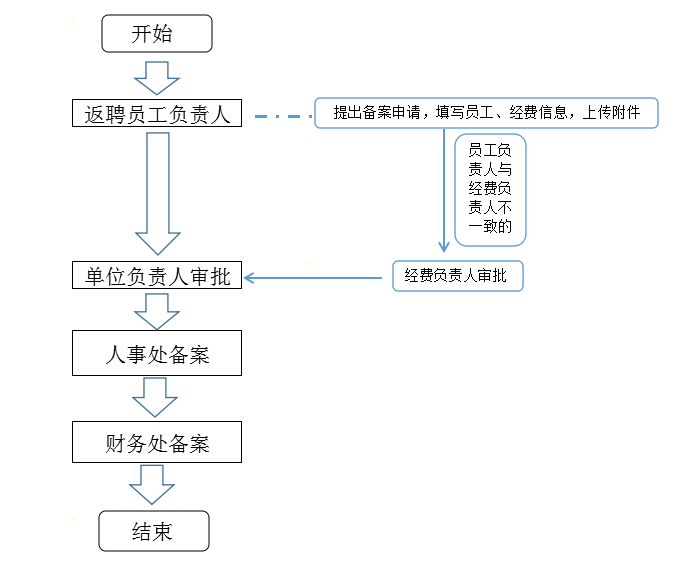 开始
返聘员工负责人
提出备案申请，填写员工、经费信息，上传附件
员工负
责人与
经费负
责人不
一致的
单位负责人审批
经费负责人审批
人事处备案
财务处备案
结束